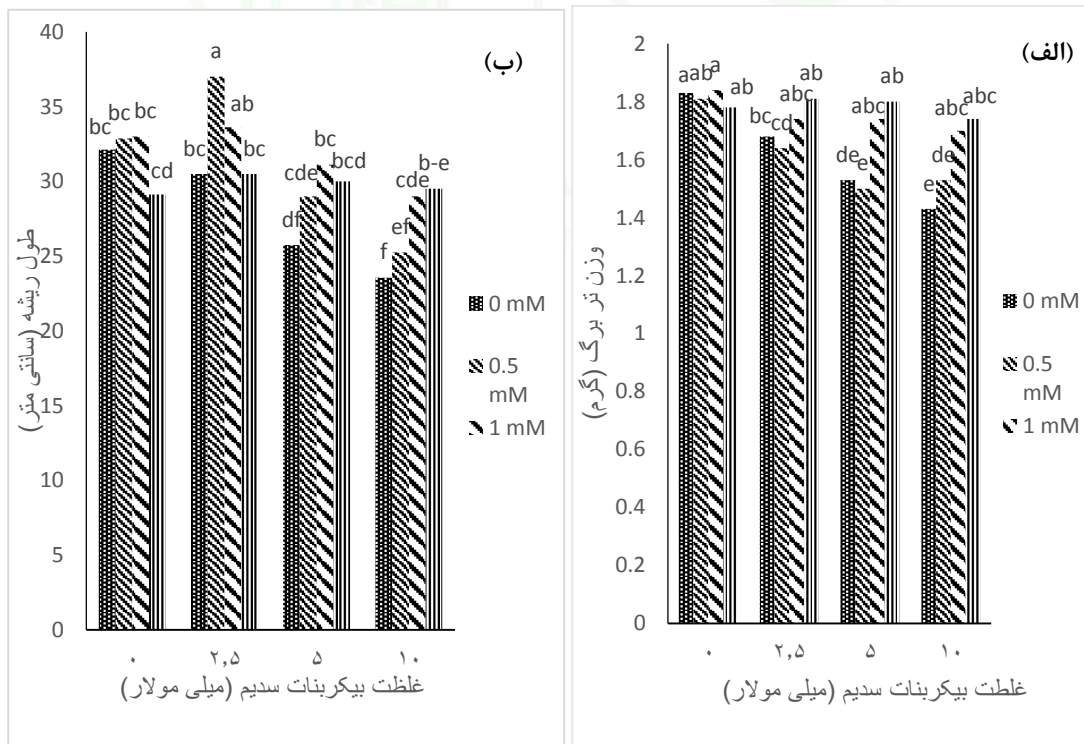 (الف)
2
1.8
1.6
1.4
1.2
1
0.8
0.6
0.4
0.2
0
a ab a ab
bc cd abc ab
de e abc ab
e de abc abc
وزن تر برگ (گرم)
۰ ۲,۵ ۵ ۱۰
غلطت بیکربنات سدیم (میلی مولار)
0 mM
0.5
mM
1 mM
(ب)
40
35
30
25
20
15
10
5
0
bc bc bc cd
bc a ab bc
df cde bc bcd
f ef cde b-e
طول ریشه (سانتی متر)
۰ ۲,۵ ۵ ۱۰
غلظت بیکربنات سدیم (میلی مولار)
0 mM
0.5
mM
1 mM